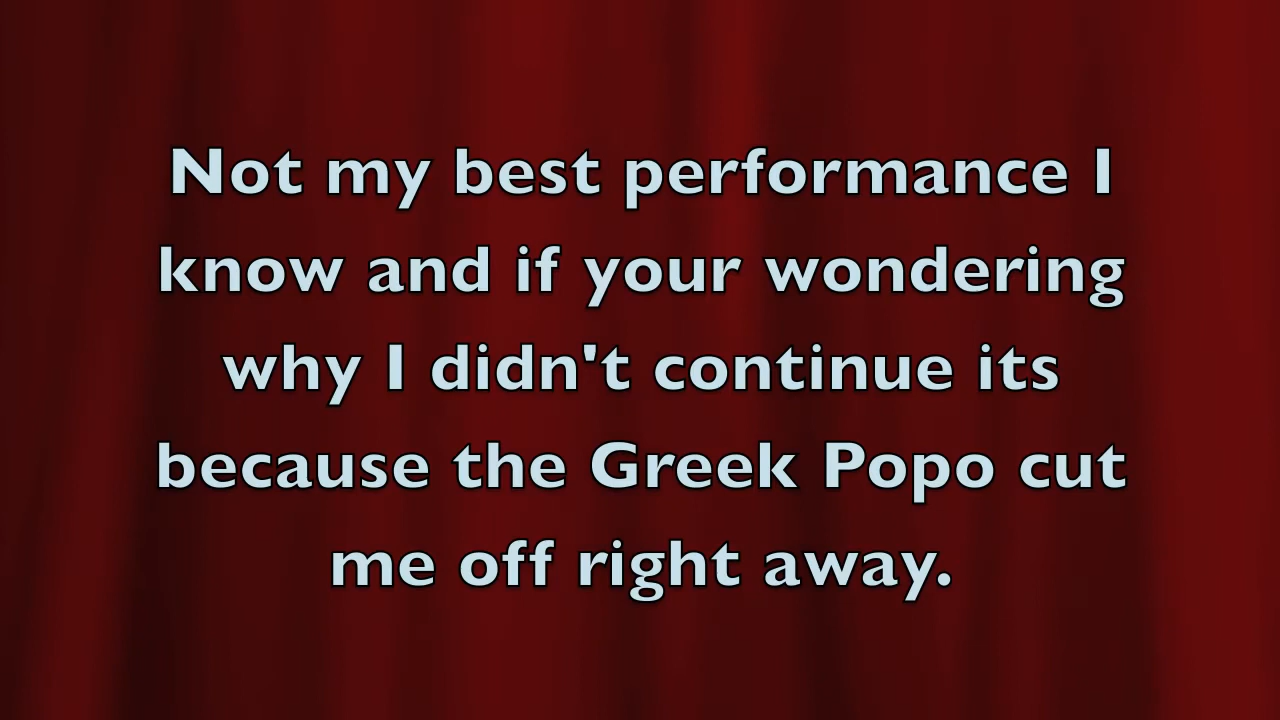 Not my best performance I
know and if your wondering
why I didn't continue its
because the Greek Popo cut
me off right away.